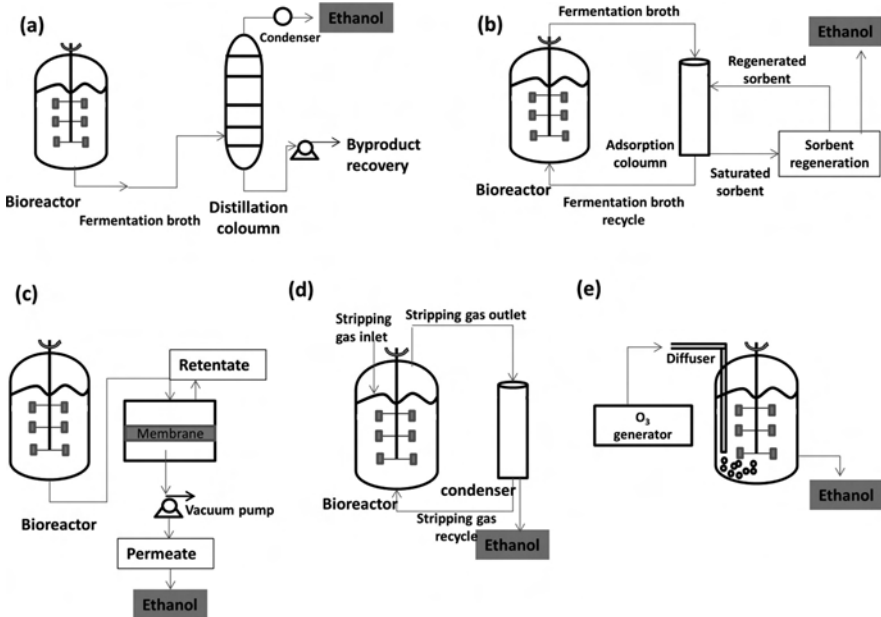 (a)
Ethanol
Condenser
Bioreactor
Fermentation broth
Distillation
coloumn
Byproduct
recovery
(b)
Fermentation broth
Ethanol
Regenerated
sorbent
Adsorption
coloumn
Sorbent
regeneration
Saturated
sorbent
Bioreactor
Fermentation broth
recycle
(c)
Retentate
Membrane
Bioreactor
Vacuum pump
Permeate
Ethanol
(d)
Stripping
gas inlet
Stripping gas outlet
condenser
Bioreactor
Stripping gas
recycle
Ethanol
(e)
Diffuser
O₃
generator
Ethanol